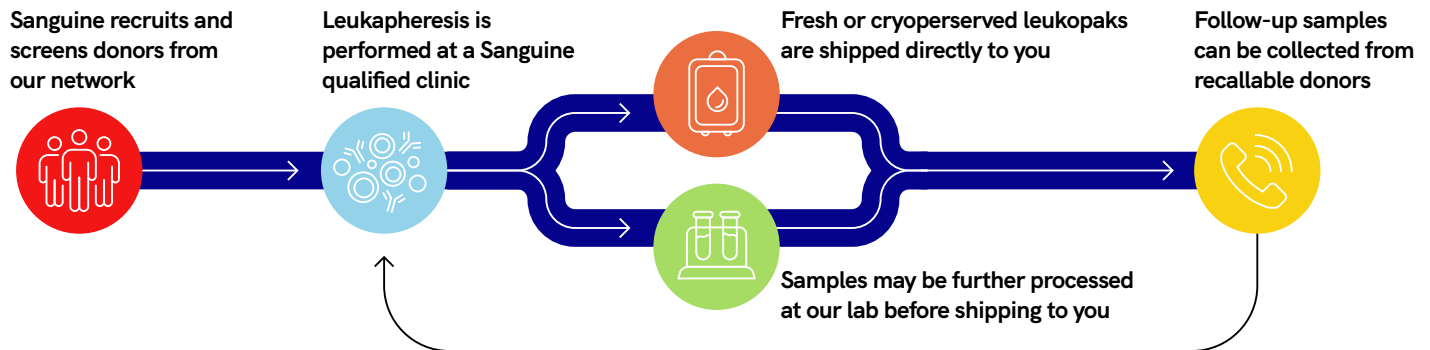 Sanguine recruits and
screens donors from
our network
Leukapheresis is
performed at a Sanguine
qualified clinic
Fresh or cryoperserved leukopaks
are shipped directly to you
Follow-up samples
can be collected from
recallable donors
Samples may be further processed
at our lab before shipping to you